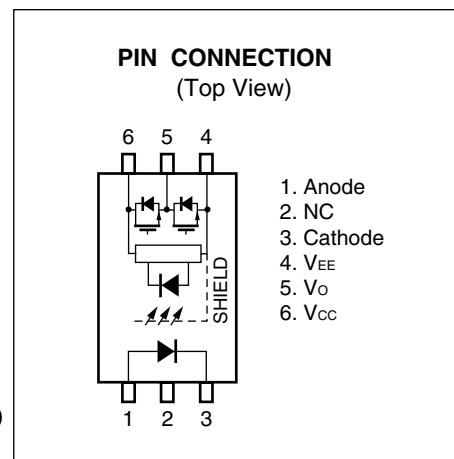 PIN CONNECTION
(Top View)
6 5 4
1. Anode
2. NC
3. Cathode
4. VEE
5. VO
6. VCC
SHIELD
1 2 3
)